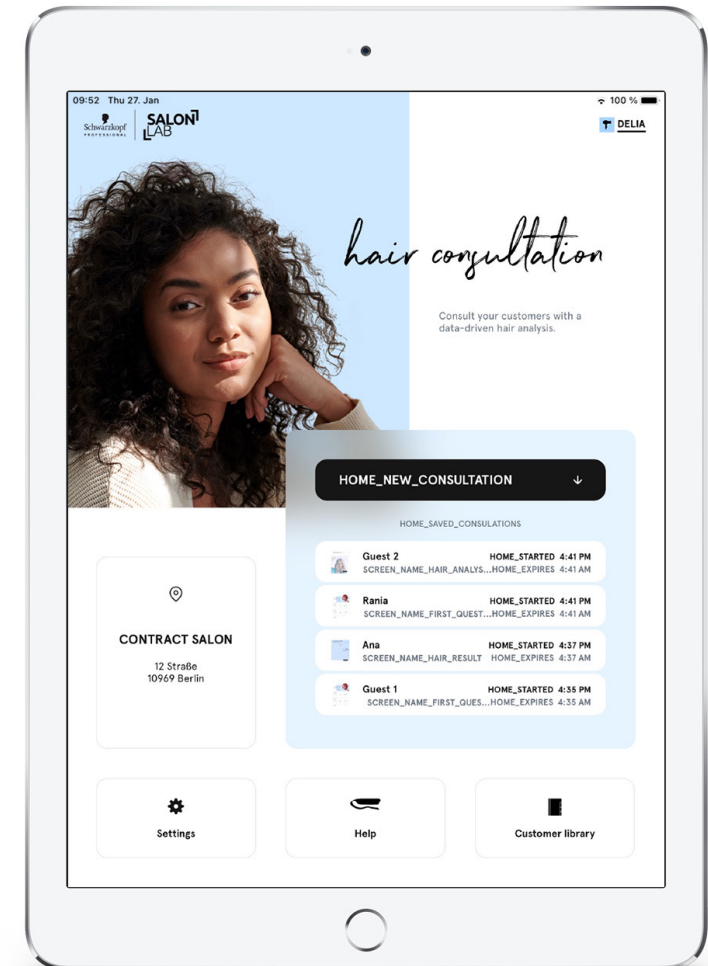 09:52 Thu 27. Jan
100 %
Schwarzkopf
PROFESSIONAL
SALON
LAB
DELIA
hair consultation
Consult your customers with a
data-driven hair analysis.
HOME_NEW_CONSULTATION
HOME_SAVED_CONSULATIONS
Guest 2 HOME_STARTED 4:41 PM
SCREEN_NAME_HAIR_ANALYS...HOME_EXPIRES 4:41 AM
Rania HOME_STARTED 4:41 PM
SCREEN_NAME_FIRST_QUEST...HOME_EXPIRES 4:41 AM
Ana HOME_STARTED 4:37 PM
SCREEN_NAME_HAIR_RESULT HOME_EXPIRES 4:37 AM
Guest 1 HOME_STARTED 4:35 PM
SCREEN_NAME_FIRST_QUES...HOME_EXPIRES 4:35 AM
CONTRACT SALON
12 Straße
10969 Berlin
Settings
Help
Customer library